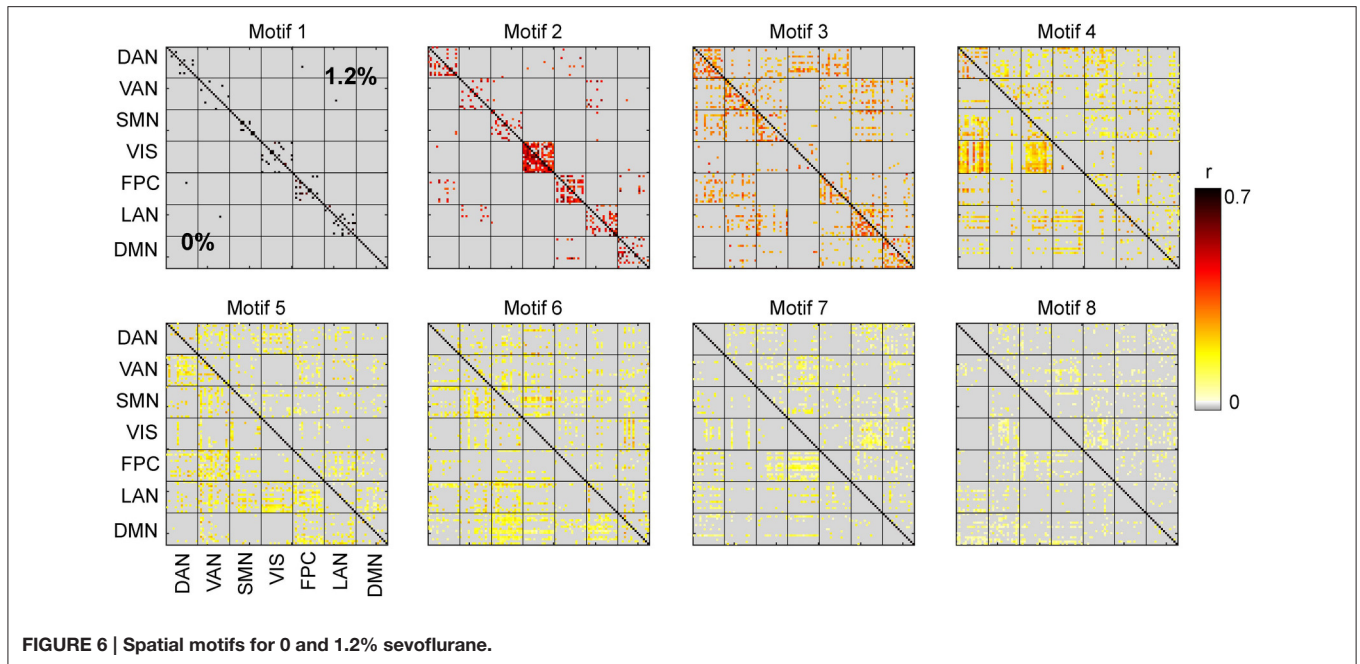 Motif 1 Motif 2 Motif 3 Motif 4
DAN
VAN
SMN
VIS
FPC
LAN
DMN
1.2%
0%
r
0.7
0
Motif 5 Motif 6 Motif 7 Motif 8
DAN
VAN
SMN
VIS
FPC
LAN
DMN
DAN VAN SMN VIS FPC LAN DMN
FIGURE 6 | Spatial motifs for 0 and 1.2% sevoflurane.